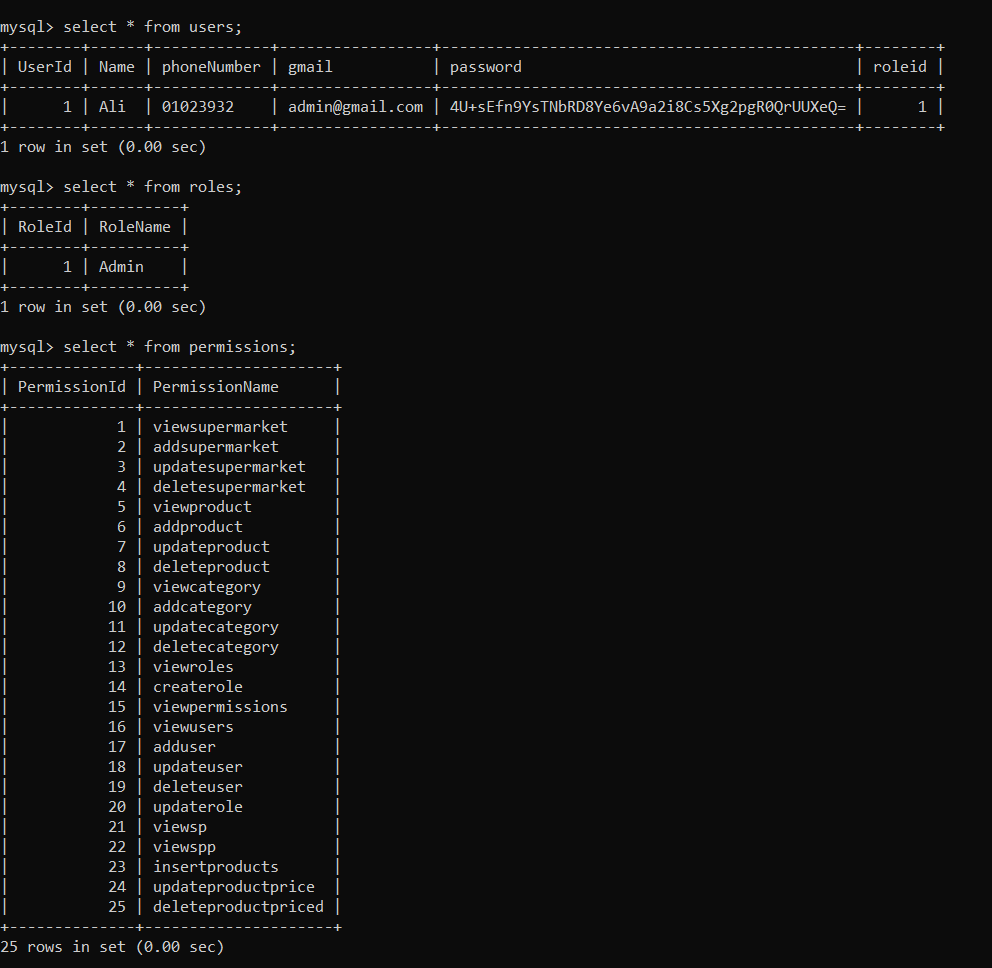 mysql> select * from users;
+--------+------+-------------+-----------------+----------------------------------------------+--------+
| UserId | Name | phoneNumber | gmail           | password                                     | roleid |
+--------+------+-------------+-----------------+----------------------------------------------+--------+
|      1 | Ali  | 01023932    | admin@gmail.com | 4U+sEfn9YsTNbRD8Ye6vA9a2i8Cs5Xg2pgR0QrUUXeQ= |      1 |
+--------+------+-------------+-----------------+----------------------------------------------+--------+
1 row in set (0.00 sec)
mysql> select * from roles;
+--------+----------+
| RoleId | RoleName |
+--------+----------+
|      1 | Admin    |
+--------+----------+
1 row in set (0.00 sec)
mysql> select * from permissions;
+--------------+---------------------+
| PermissionId | PermissionName      |
+--------------+---------------------+
|            1 | viewsupermarket     |
|            2 | addsupermarket      |
|            3 | updatesupermarket   |
|            4 | deletesupermarket   |
|            5 | viewproduct         |
|            6 | addproduct          |
|            7 | updateproduct       |
|            8 | deleteproduct       |
|            9 | viewcategory        |
|           10 | addcategory         |
|           11 | updatecategory      |
|           12 | deletecategory      |
|           13 | viewroles           |
|           14 | createrole          |
|           15 | viewpermissions     |
|           16 | viewusers           |
|           17 | adduser             |
|           18 | updateuser          |
|           19 | deleteuser          |
|           20 | updaterole          |
|           21 | viewsp              |
|           22 | viewspp             |
|           23 | insertproducts      |
|           24 | updateproductprice  |
|           25 | deleteproductpriced |
+--------------+---------------------+
25 rows in set (0.00 sec)